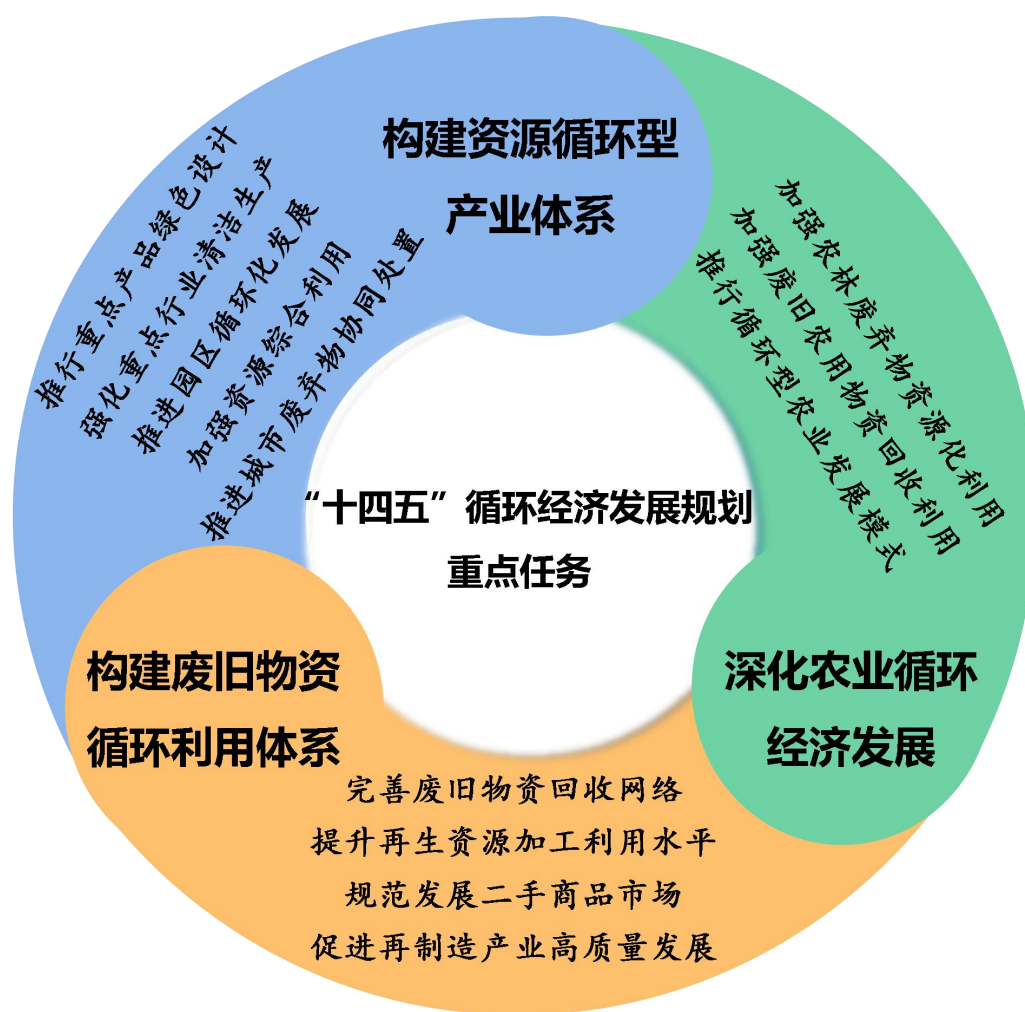 构建资源循环型
产业体系
推行重点产品绿色设计
强化重点行业清洁生产
推进园区循环化发展
加强资源综合利用
推进城市废弃物协同处置
加强农林废弃物资源化利用
加强废旧农用物资回收利用
推行循环型农业发展模式
“十四五”循环经济发展规划
重点任务
构建废旧物资
循环利用体系
深化农业循环
经济发展
完善废旧物资回收网络
提升再生资源加工利用水平
规范发展二手商品市场
促进再制造产业高质量发展